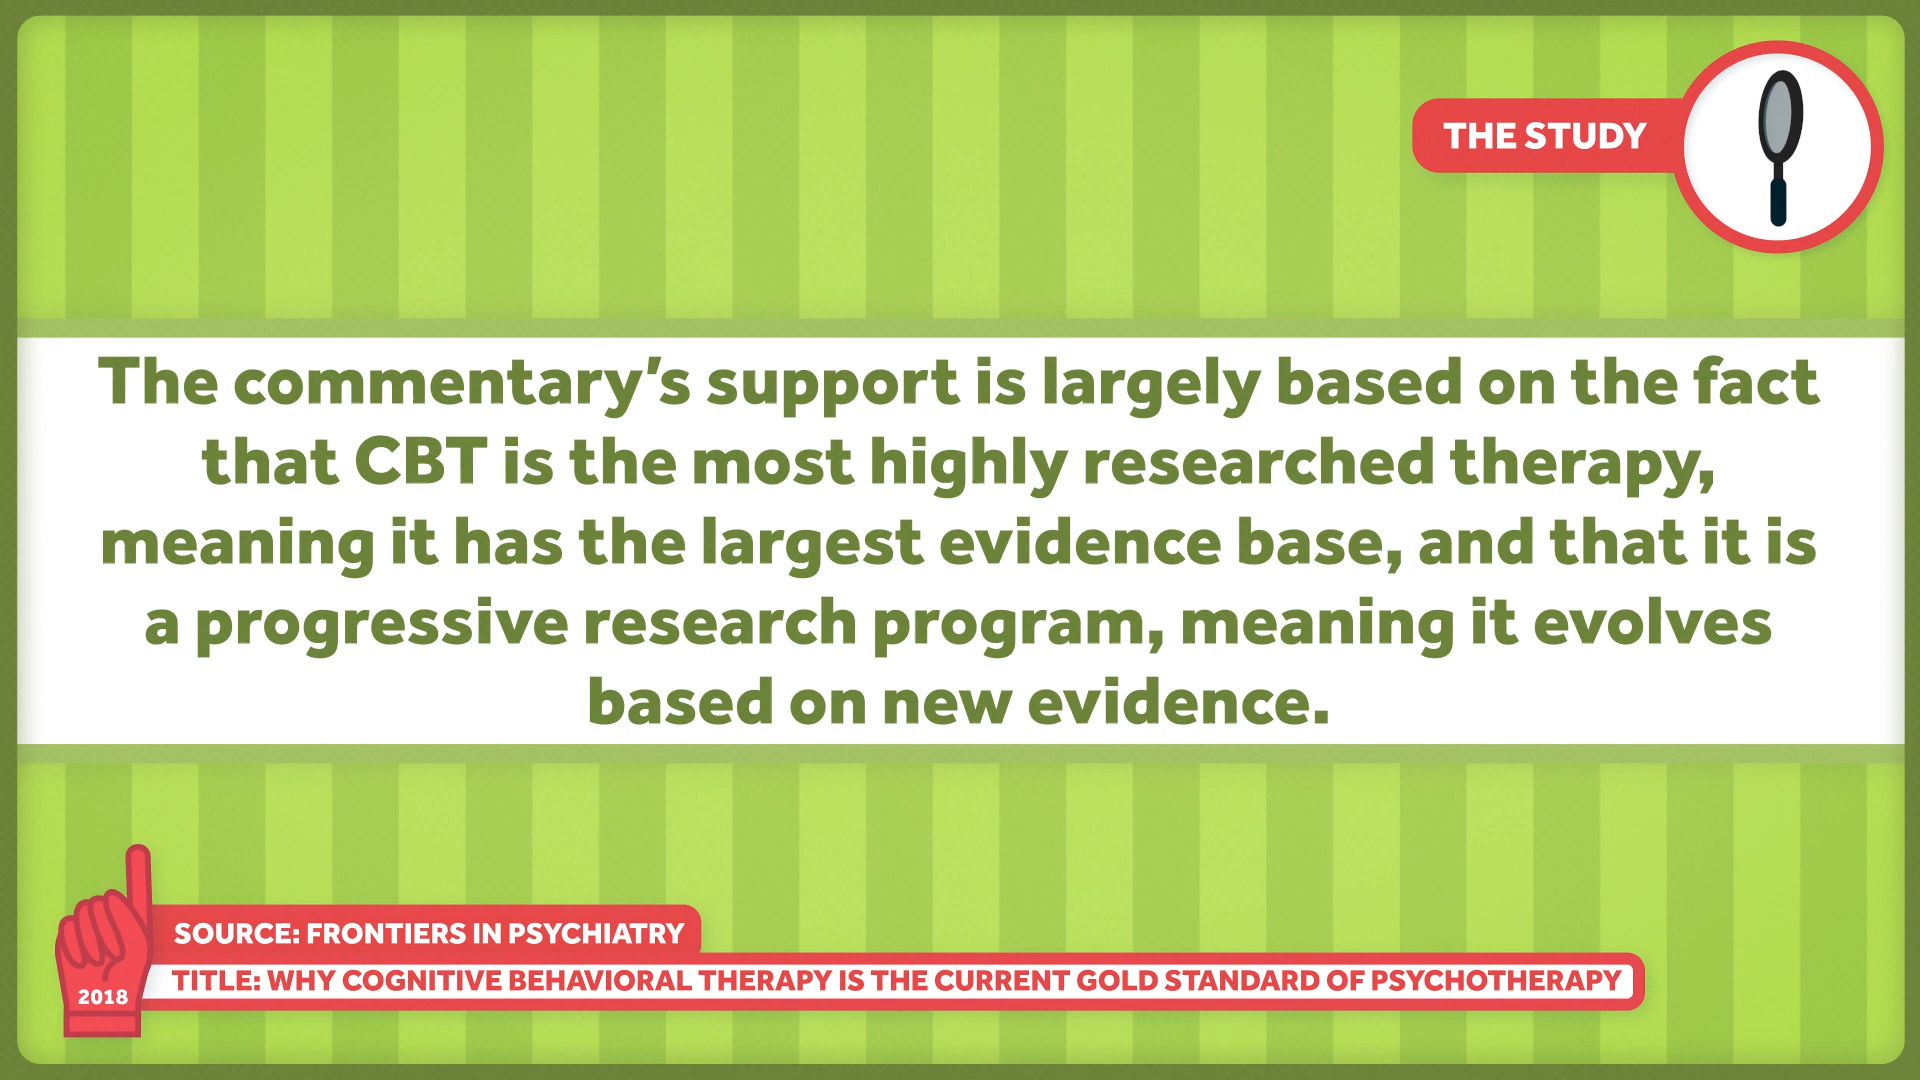 THE STUDY
The commentary’s support is largely based on the fact
that CBT is the most highly researched therapy,
meaning it has the largest evidence base, and that it is
a progressive research program, meaning it evolves
based on new evidence.
SOURCE: FRONTIERS IN PSYCHIATRY
TITLE: WHY COGNITIVE BEHAVIORAL THERAPY IS THE CURRENT GOLD STANDARD OF PSYCHOTHERAPY
2018